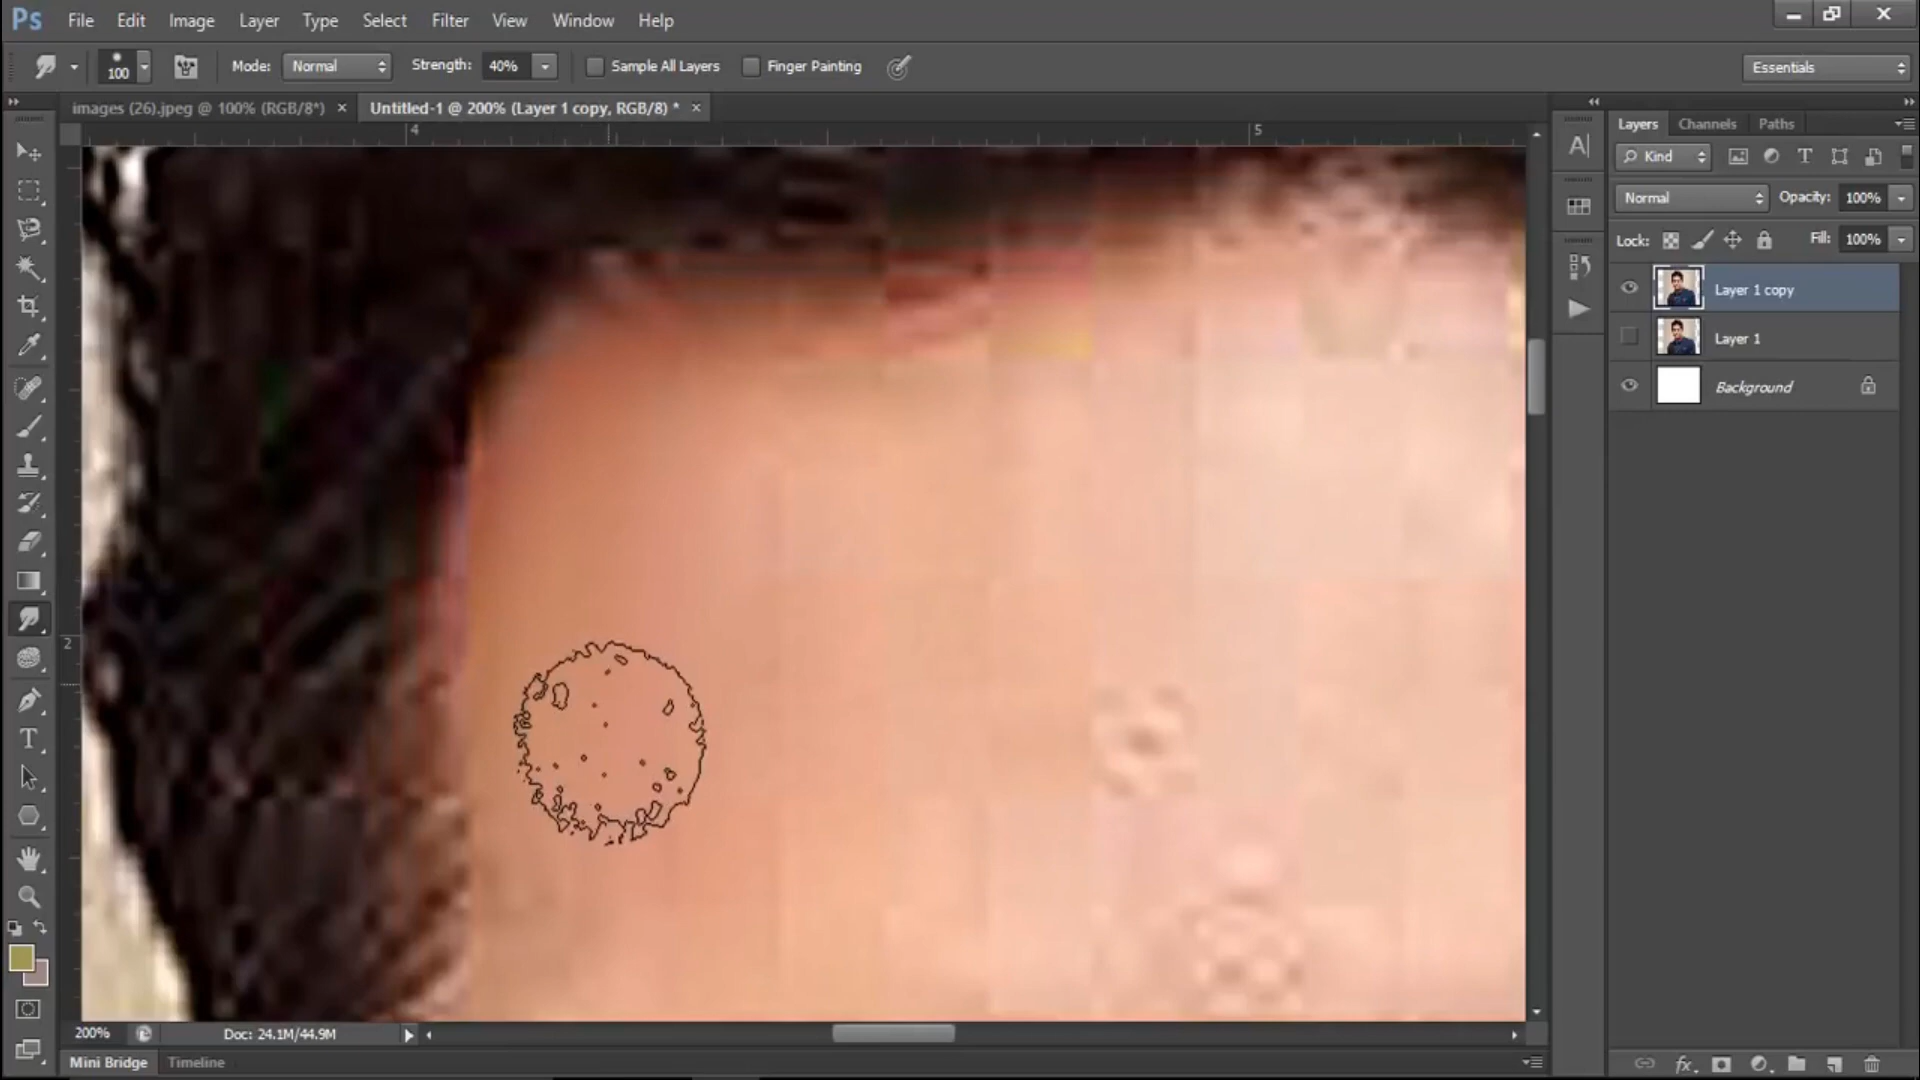 Ps File Edit Image Layer Type Select Filter View Window Help
100 Mode: Normal Strength: 40% Sample All Layers Finger Painting Essentials
images (26).jpeg @ 100% (RGB/8*) × Untitled-1 @ 200% (Layer 1 copy, RGB/8) * ×
4 5
Layers Channels Paths
Kind
Normal Opacity: 100%
Lock: Fill: 100%
Layer 1 copy
Layer 1
Background
2
200% Doc: 24.1M/44.9M
Mini Bridge Timeline
fx